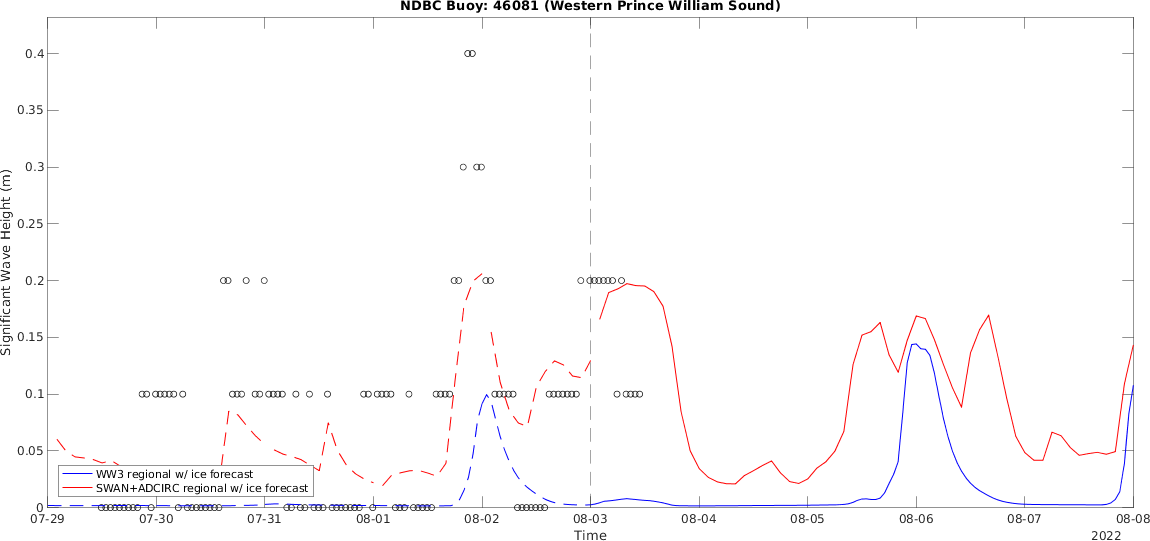 NDBC Buoy: 46081 (Western Prince William Sound)
0.4
0.35
0.3
0.25
0.2
0.15
0.1
0.05
0
Significant Wave Height (m)
WW3 regional w/ ice forecast
SWAN+ADCIRC regional w/ ice forecast
07-29 07-30 07-31 08-01 08-02 08-03 08-04 08-05 08-06 08-07 08-08
Time
2022